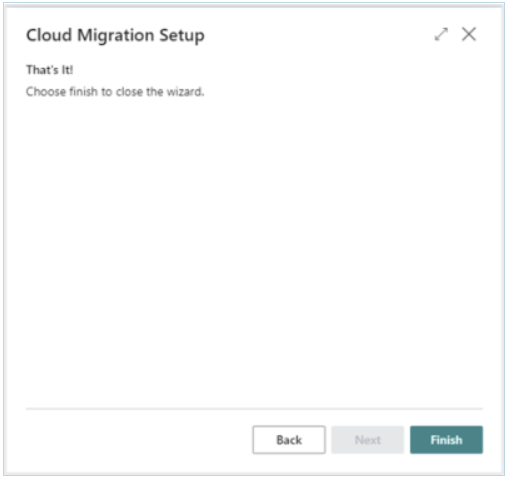 Cloud Migration Setup
That's It!
Choose finish to close the wizard.
Back Next Finish